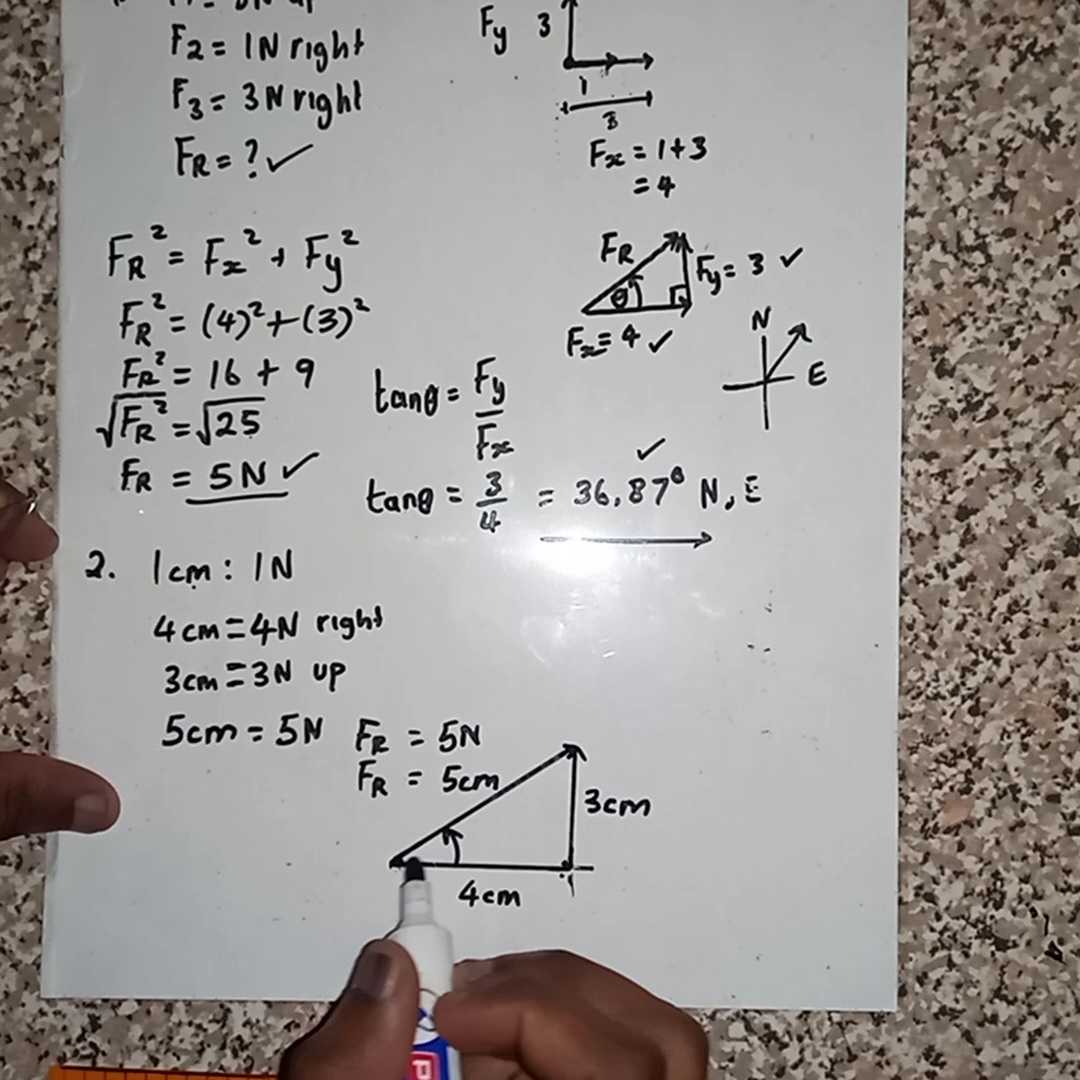 F2 = 1N right
F3 = 3N right
FR = ? ✓
Fy 3
1
3
Fx = 1+3
= 4
FR² = Fx² + Fy²
FR² = (4)²+(3)²
FR² = 16 + 9
√FR² = √25
FR = 5N ✓
FR
Fy = 3 ✓
θ
Fx = 4 ✓
N
E
tanθ = Fy/Fx
tanθ = 3/4 = 36,87° N,E
✓
2. 1cm : 1N
4cm = 4N right
3cm = 3N up
5cm = 5N
FR = 5N
FR = 5cm
3cm
4cm
P